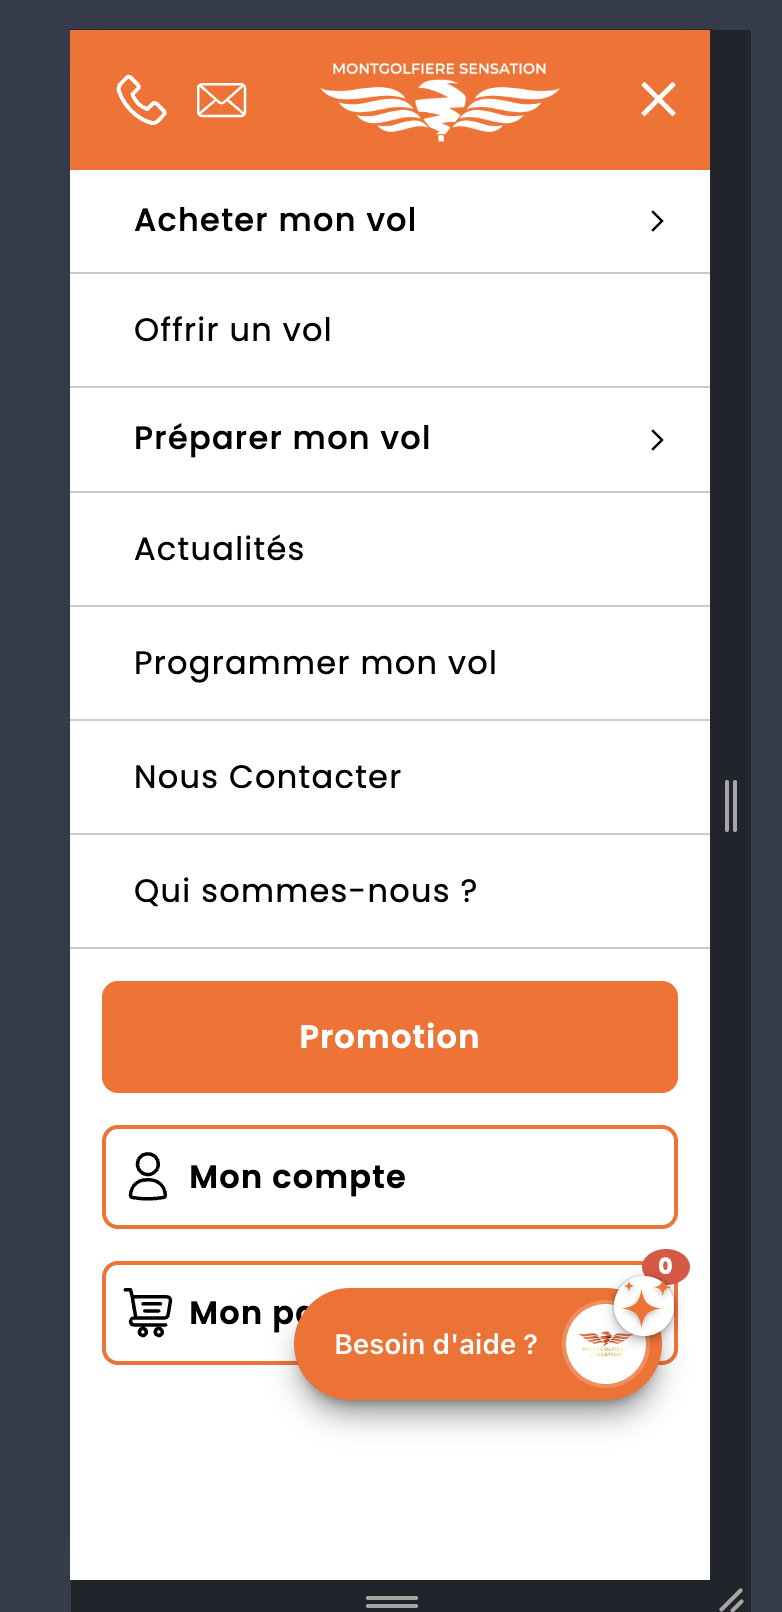 MONTGOLFIERE SENSATION
Acheter mon vol
Offrir un vol
Préparer mon vol
Actualités
Programmer mon vol
Nous Contacter
Qui sommes-nous ?
Promotion
Mon compte
0
Mon
Besoin d'aide ?